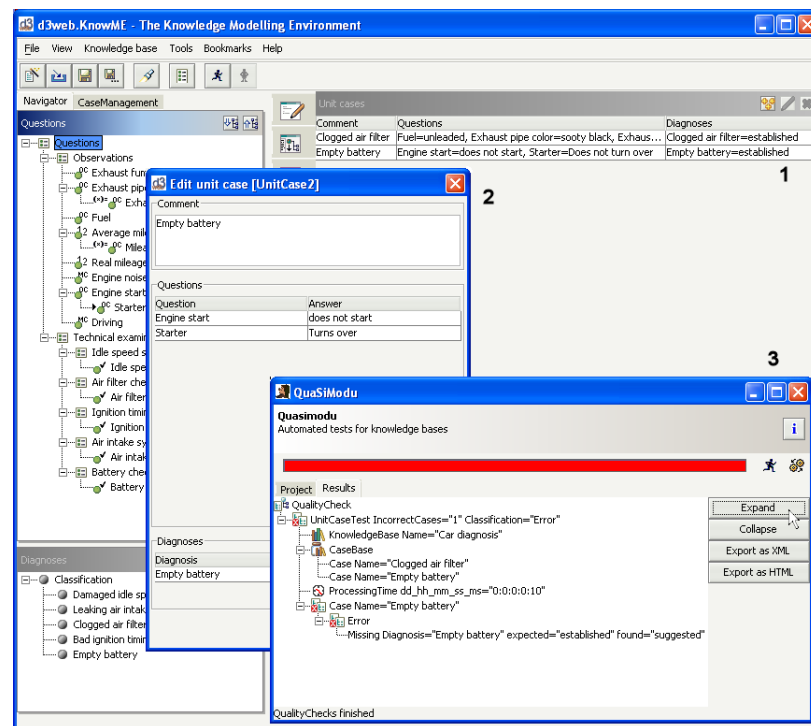 d3web.KnowME - The Knowledge Modelling Environment
File View Knowledge base Tools Bookmarks Help
Navigator CaseManagement
Questions
Questions
Observations
Exhaust fun
Exhaust pip
Exha
Fuel
Average mil
Milea
Real mileage
Engine noise
Engine start
Starter
Driving
Technical examin
Idle speed s
Idle spe
Air filter che
Air filter
Ignition timin
Ignition
Air intake sy
Air intak
Battery chec
Battery
Diagnoses
Classification
Damaged idle sp
Leaking air intak
Clogged air filter
Bad ignition timin
Empty battery
Unit cases
Comment Questions Diagnoses
Clogged air filter Fuel=unleaded, Exhaust pipe color=sooty black, Exhaus... Clogged air filter=established
Empty battery Engine start=does not start, Starter=Does not turn over Empty battery=established
1
Edit unit case [UnitCase2]
2
Comment
Empty battery
Questions
Question Answer
Engine start does not start
Starter Turns over
Diagnoses
Diagnosis
Empty battery
3
QuaSiModu
Quasimodu
Automated tests for knowledge bases
Project Results
QualityCheck
UnitCaseTest IncorrectCases="1" Classification="Error"
KnowledgeBase Name="Car diagnosis"
CaseBase
Case Name="Clogged air filter"
Case Name="Empty battery"
ProcessingTime dd_hh_mm_ss_ms="0:0:0:0:10"
Case Name="Empty battery"
Error
Missing Diagnosis="Empty battery" expected="established" found="suggested"
Expand
Collapse
Export as XML
Export as HTML
QualityChecks finished